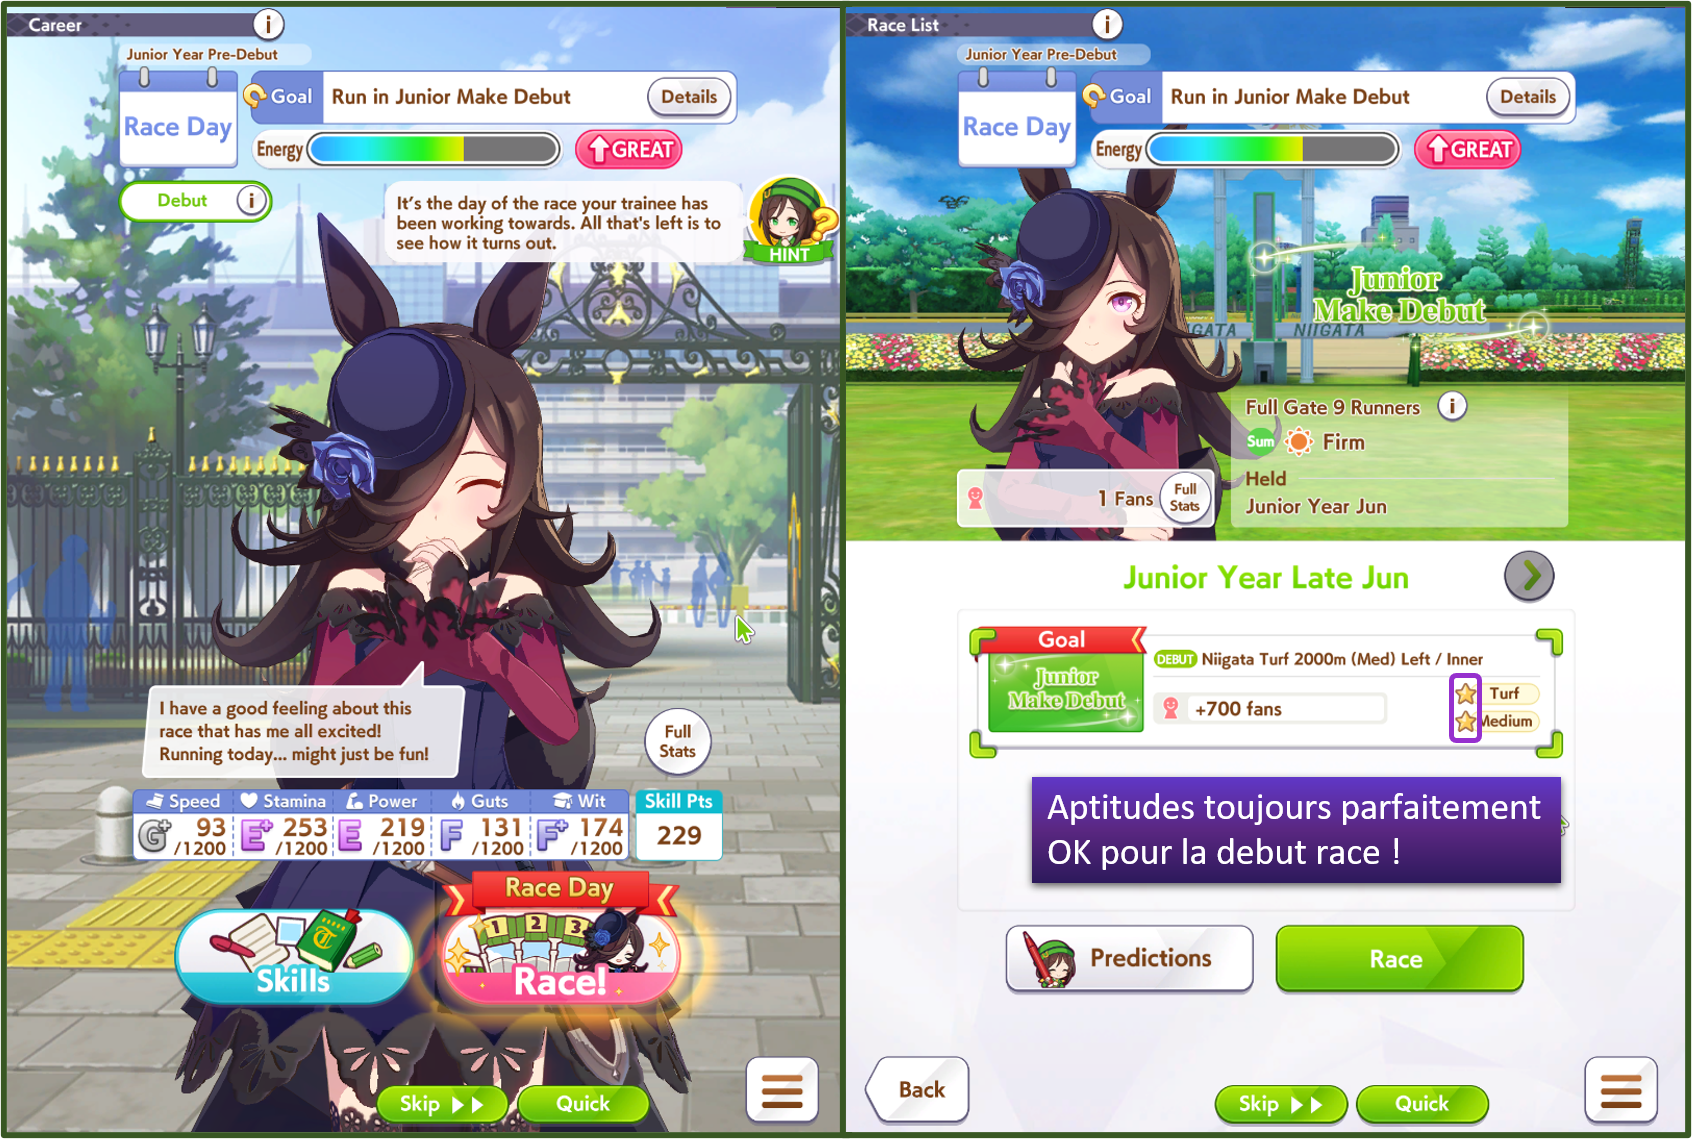 Career
i
Junior Year Pre-Debut
Race Day
Goal
Run in Junior Make Debut
Details
Energy
GREAT
Debut
i
It's the day of the race your trainee has
been working towards. All that's left is to
see how it turns out.
HINT
I have a good feeling about this
race that has me all excited!
Running today... might just be fun!
Full
Stats
Speed
Stamina
Power
Guts
Wit
Skill Pts
G+ 93
/1200
E+ 253
/1200
E 219
/1200
F 131
/1200
F+ 174
/1200
229
Skills
Race Day
1 2 3
Race!
Skip
Quick
Race List
i
Junior Year Pre-Debut
Race Day
Goal
Run in Junior Make Debut
Details
Energy
GREAT
Junior
Make Debut
NIIGATA
Full Gate 9 Runners
i
Sum
Firm
Held
Junior Year Jun
1 Fans
Full
Stats
Junior Year Late Jun
Goal
Junior
Make Debut
DEBUT Niigata Turf 2000m (Med) Left / Inner
+700 fans
Turf
Medium
Aptitudes toujours parfaitement
OK pour la debut race !
Predictions
Race
Back
Skip
Quick